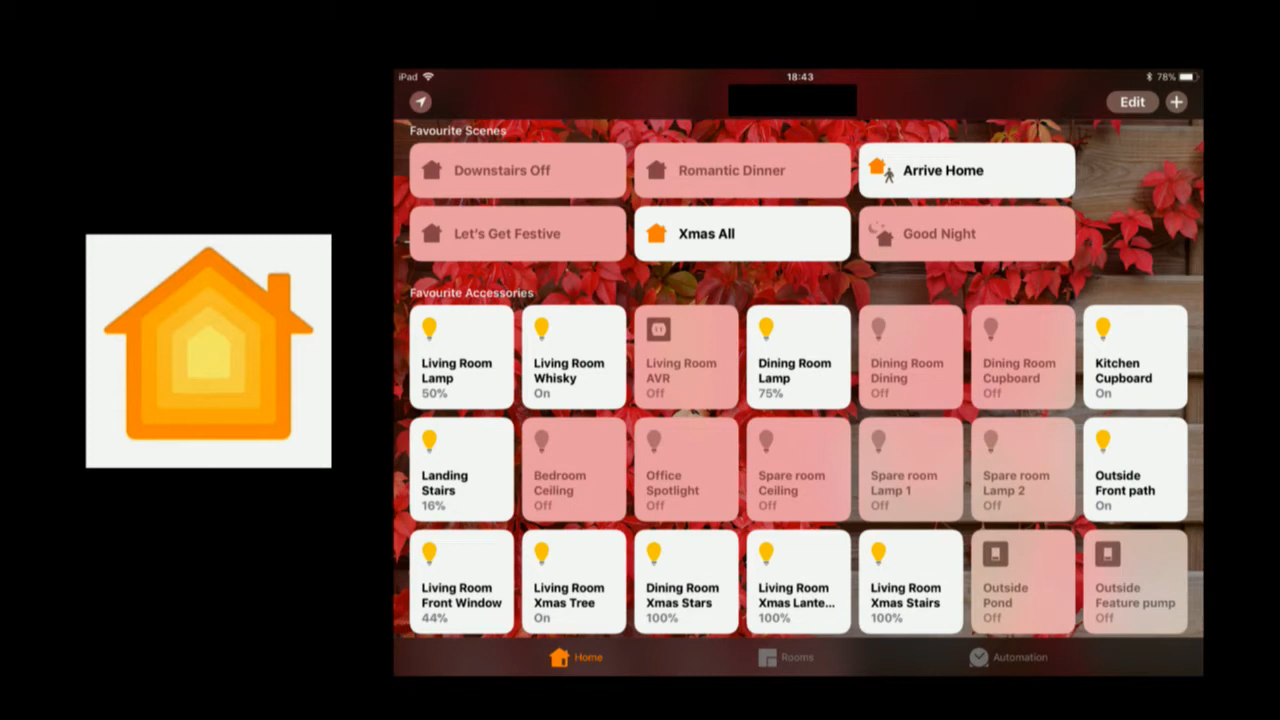 iPad 18:43 78%
Edit +
Favourite Scenes
Downstairs Off
Romantic Dinner
Arrive Home
Let's Get Festive
Xmas All
Good Night
Favourite Accessories
Living Room
Lamp
50%
Living Room
Whisky
On
Living Room
AVR
Off
Dining Room
Lamp
75%
Dining Room
Dining
Off
Dining Room
Cupboard
Off
Kitchen
Cupboard
On
Landing
Stairs
16%
Bedroom
Ceiling
Off
Office
Spotlight
Off
Spare room
Ceiling
Off
Spare room
Lamp 1
Off
Spare room
Lamp 2
Off
Outside
Front path
On
Living Room
Front Window
44%
Living Room
Xmas Tree
On
Dining Room
Xmas Stars
100%
Living Room
Xmas Lante...
100%
Living Room
Xmas Stairs
100%
Outside
Pond
Off
Outside
Feature pump
Off
Home
Rooms
Automation